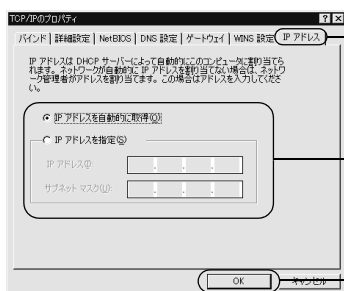 TCP/IPのプロパティ
バインド 詳細設定 NetBIOS DNS 設定 ゲートウェイ WINS 設定 IP アドレス
IP アドレスは DHCP サーバーによって自動的にこのコンピュータに割り当てら
れます。ネットワークが自動的に IP アドレスを割り当てない場合は、ネットワ
ーク管理者がアドレスを割り当てます。この場合はアドレスを入力してくださ
い。
IP アドレスを自動的に取得(O)
IP アドレスを指定(S)
IP アドレス(I):
サブネット マスク(U):
OK キャンセル